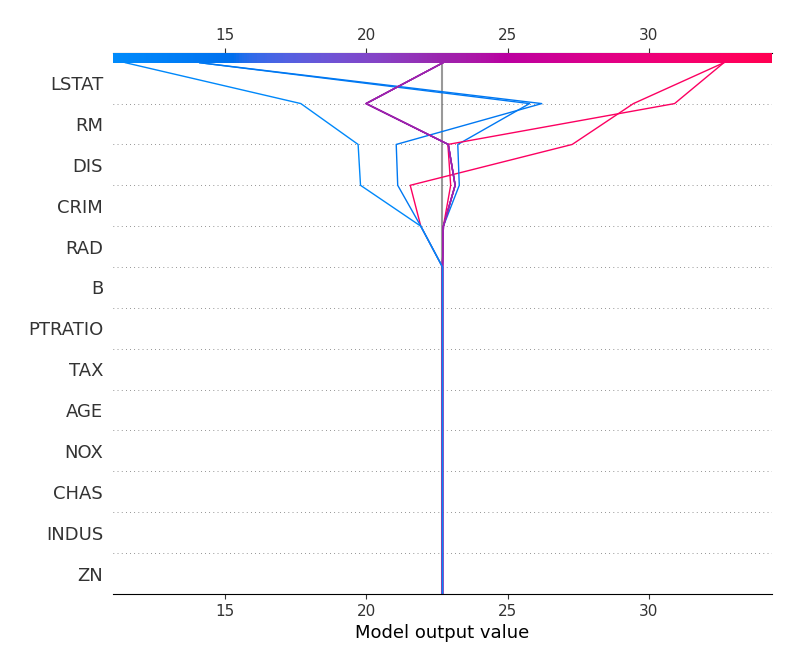 15 20 25 30
LSTAT
RM
DIS
CRIM
RAD
B
PTRATIO
TAX
AGE
NOX
CHAS
INDUS
ZN
15 20 25 30
Model output value